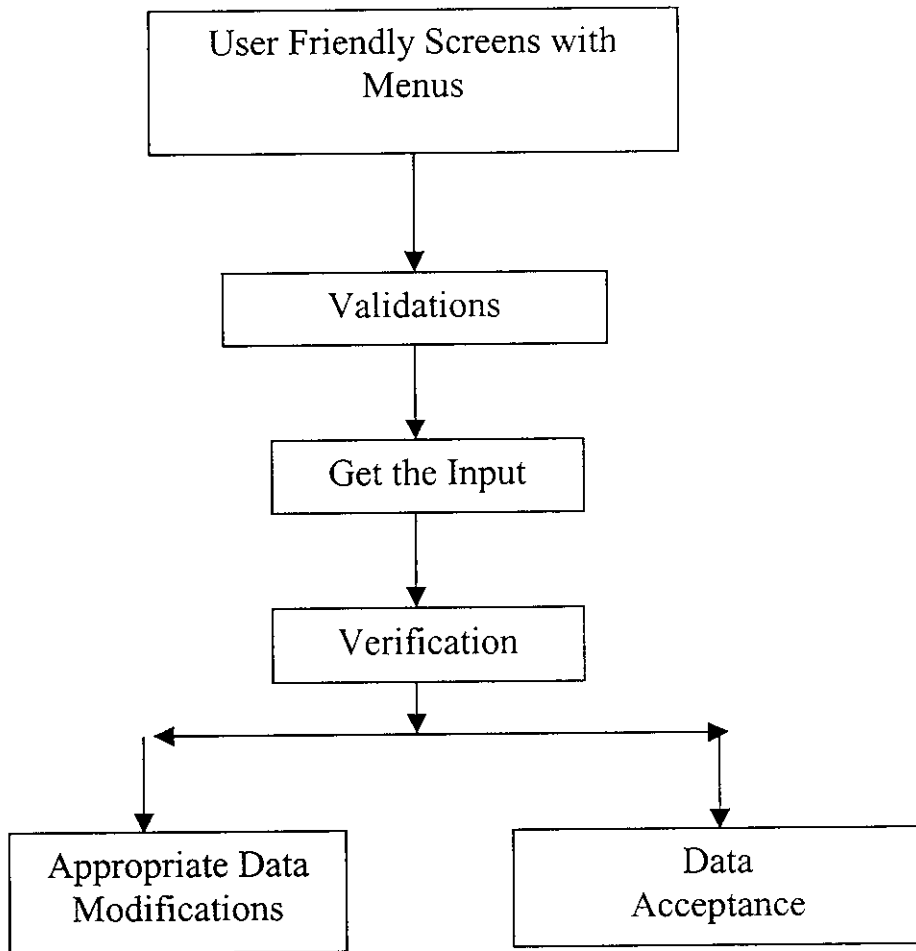 User Friendly Screens with
Menus
Validations
Get the Input
Verification
Appropriate Data
Modifications
Data
Acceptance